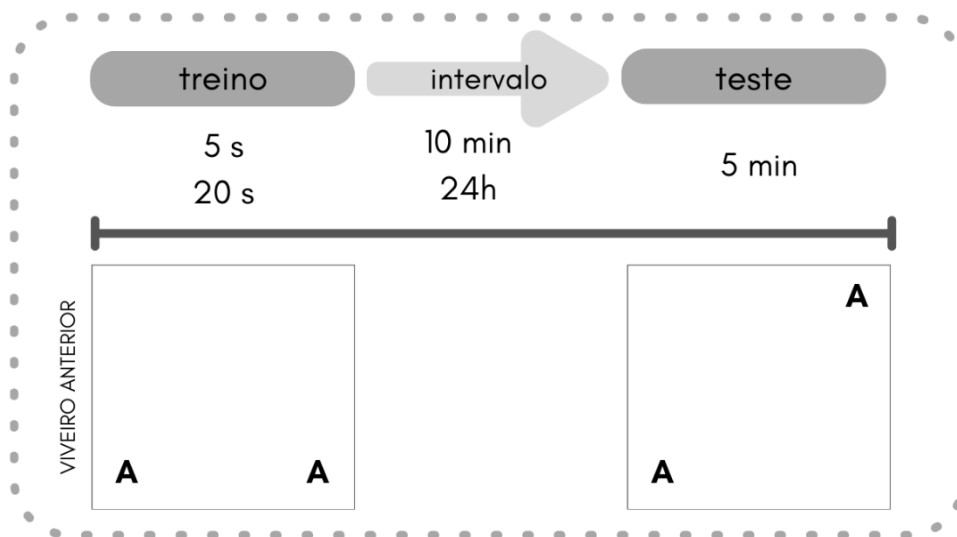 treino
intervalo
teste
5 s
20 s
10 min
24h
5 min
VIVEIRO ANTERIOR
A
A
A
A